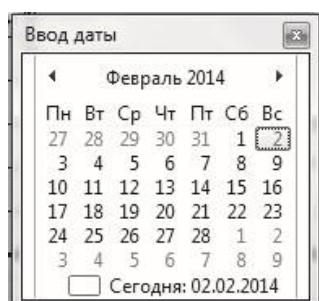 Ввод даты
Февраль 2014
Пн Вт Ср Чт Пт Сб Вс
27 28 29 30 31 1 2
3 4 5 6 7 8 9
10 11 12 13 14 15 16
17 18 19 20 21 22 23
24 25 26 27 28 1 2
3 4 5 6 7 8 9
Сегодня: 02.02.2014